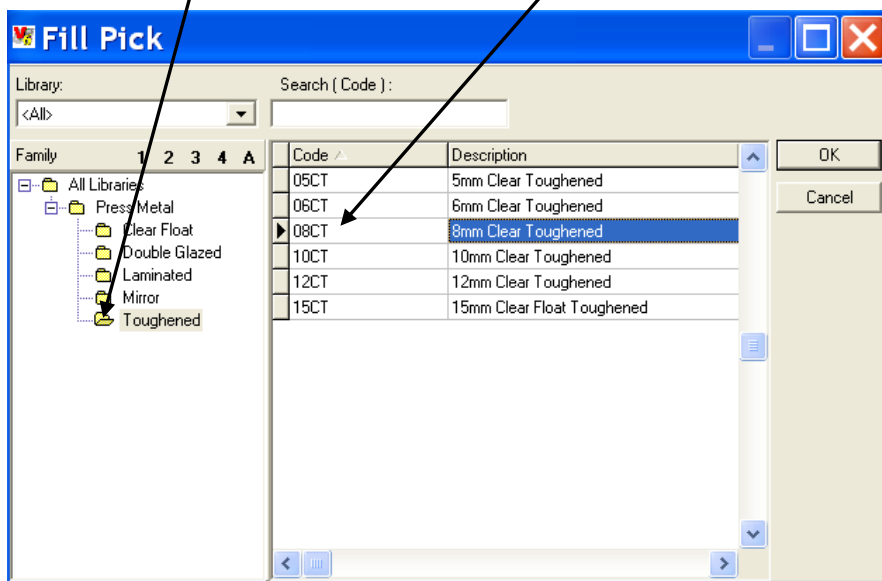 Fill Pick
Library:
Search ( Code ) :
<All>
Family 1 2 3 4 A
Code Description
OK
Cancel
All Libraries
Press Metal
Clear Float
Double Glazed
Laminated
Mirror
Toughened
05CT 5mm Clear Toughened
06CT 6mm Clear Toughened
08CT 8mm Clear Toughened
10CT 10mm Clear Toughened
12CT 12mm Clear Toughened
15CT 15mm Clear Float Toughened